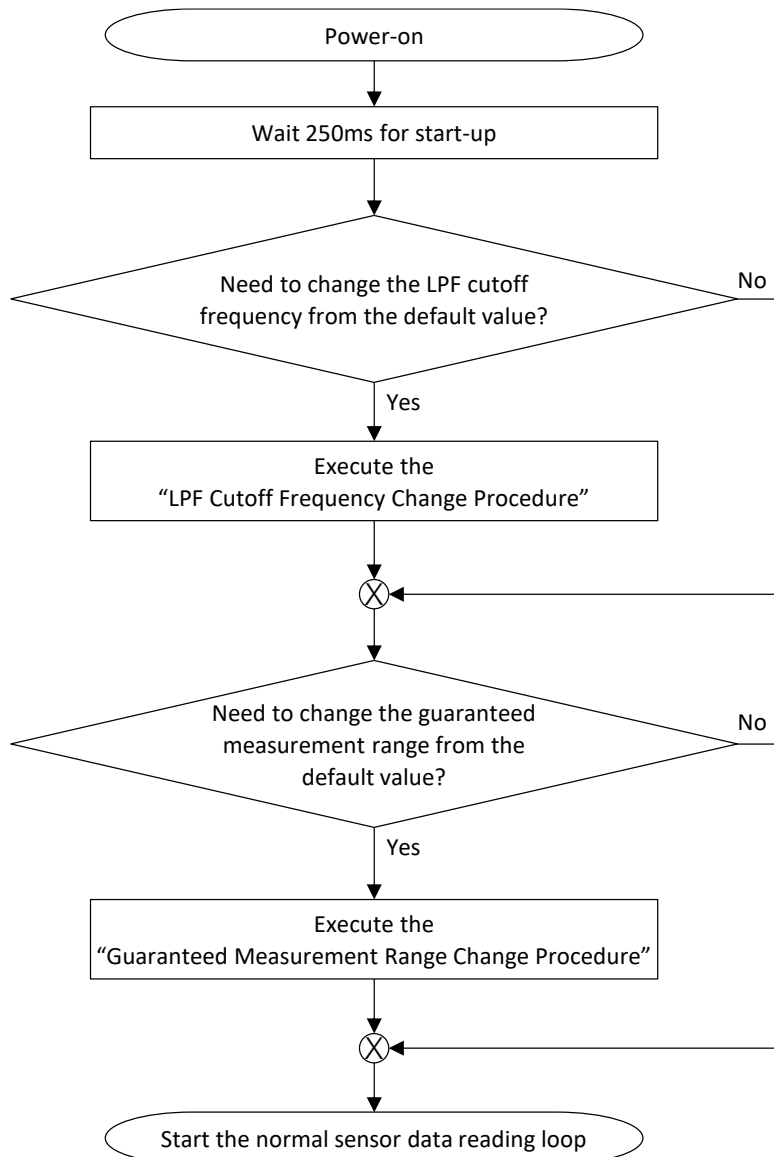 Power-on
Wait 250ms for start-up
Need to change the LPF cutoff
frequency from the default value?
No
Yes
Execute the
“LPF Cutoff Frequency Change Procedure”
X
Need to change the guaranteed
measurement range from the
default value?
No
Yes
Execute the
“Guaranteed Measurement Range Change Procedure”
X
Start the normal sensor data reading loop